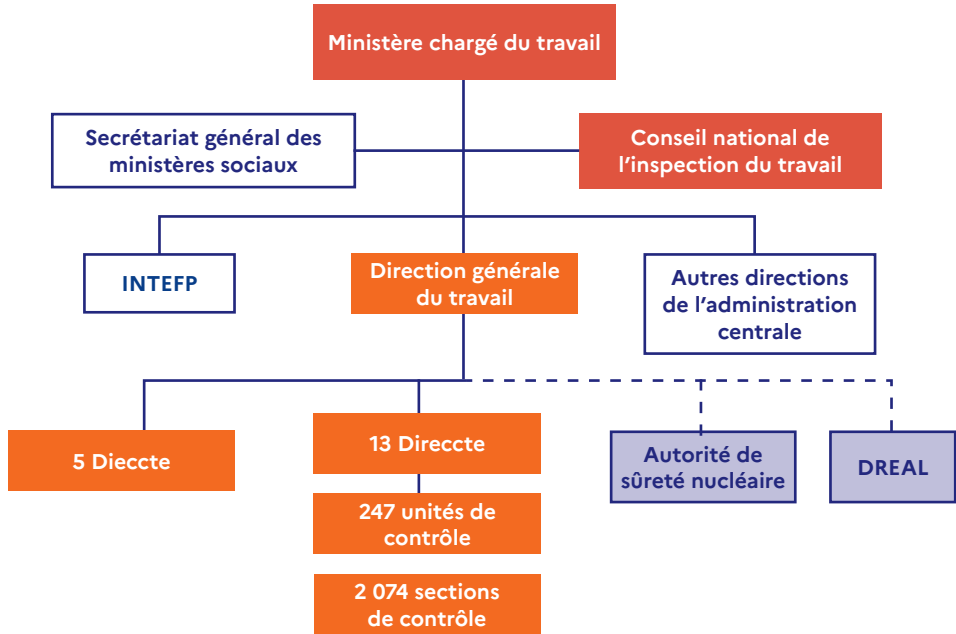 Ministère chargé du travail
Secrétariat général des
ministères sociaux
Conseil national de
l’inspection du travail
INTEFP
Direction générale
du travail
Autres directions
de l’administration
centrale
5 Dieccte
13 Direccte
Autorité de
sûreté nucléaire
DREAL
247 unités de
contrôle
2 074 sections
de contrôle